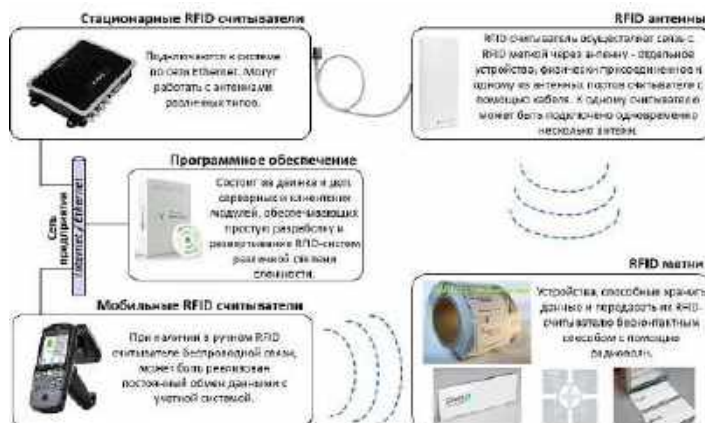 Стационарные RFID считыватели
Подключаются к системе
по сети Ethernet. Могут
работать с антеннами
различных типов.
RFID антенны
RFID считыватель осуществляет связь с
RFID меткой через антенну - отдельное
устройство, физически присоединенное к
одному из антенных портов считывателя с
помощью кабеля. К одному считывателю
может быть подключено одновременно
несколько антенн.
Программное обеспечение
Состоит из движка и доп.
серверных и клиентских
модулей, обеспечивающих
простую разработку и
развертывание RFID-систем
различной степени
сложности.
Сеть
предприятия
Internet / Ethernet
Мобильные RFID считыватели
При наличии в ручном RFID
считывателе беспроводной связи,
может быть реализован
постоянный обмен данными с
учетной системой.
RFID метки
Устройства, способные хранить
данные и передавать их RFID-
считывателю бесконтактным
способом с помощью
радиоволн.